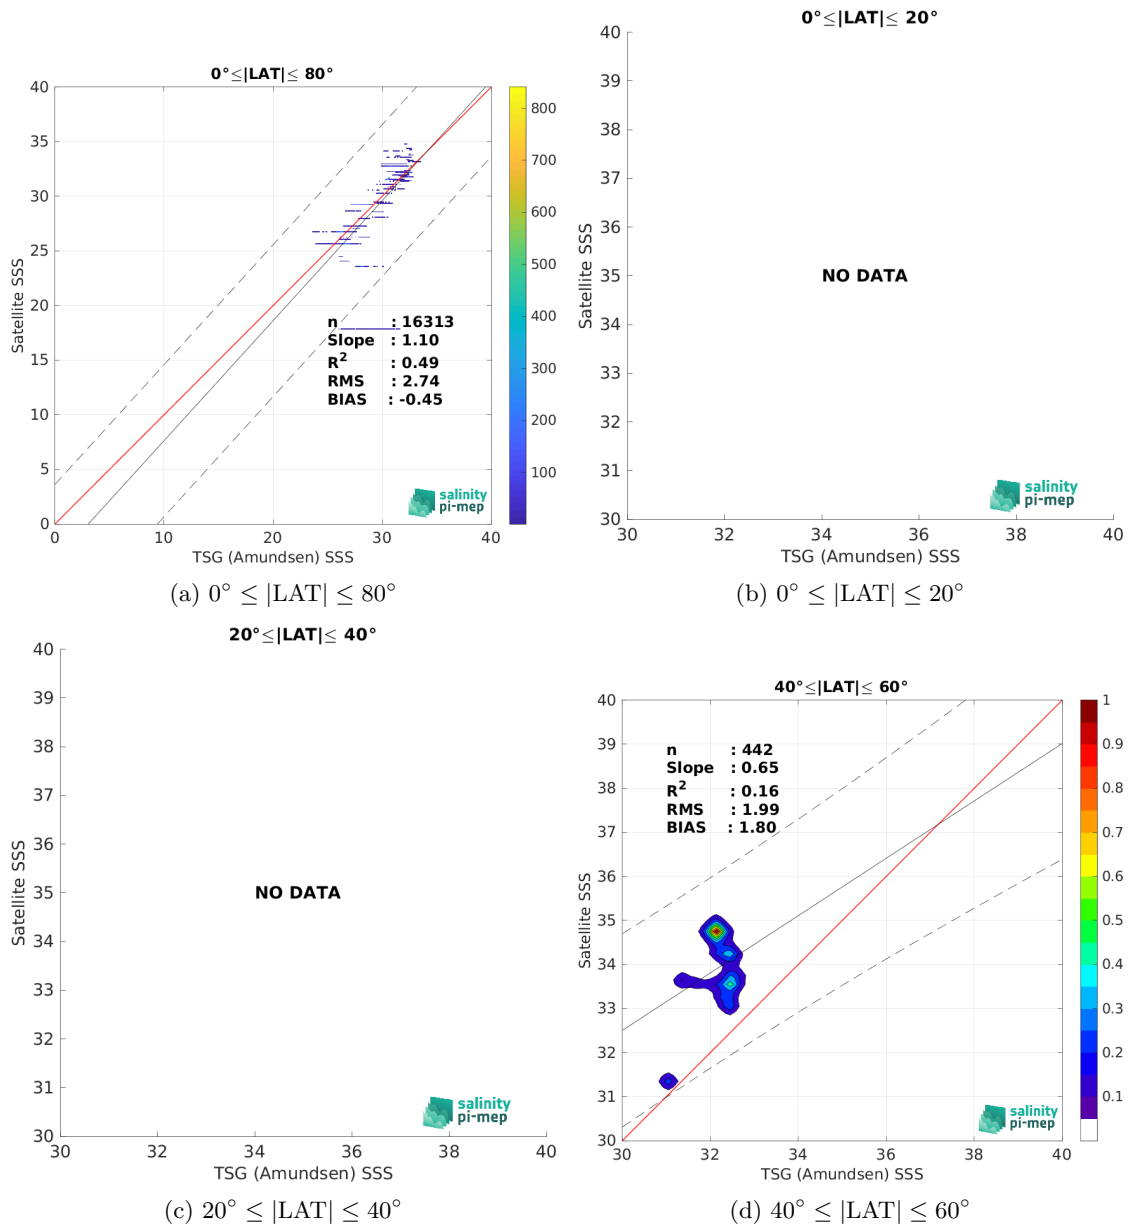 0°≤|LAT|≤ 80°
40
35
30
25
20
15
10
5
0
0
10
20
30
40
800
700
600
500
400
300
200
100
Satellite SSS
TSG (Amundsen) SSS
n : 16313
Slope : 1.10
R2 : 0.49
RMS : 2.74
BIAS : -0.45
salinity
pi-mep
(a) 0° ≤ |LAT| ≤ 80°
0°≤|LAT|≤ 20°
40
39
38
37
36
35
34
33
32
31
30
30
32
34
36
38
40
Satellite SSS
TSG (Amundsen) SSS
NO DATA
salinity
pi-mep
(b) 0° ≤ |LAT| ≤ 20°
20°≤|LAT|≤ 40°
40
39
38
37
36
35
34
33
32
31
30
30
32
34
36
38
40
Satellite SSS
TSG (Amundsen) SSS
NO DATA
salinity
pi-mep
(c) 20° ≤ |LAT| ≤ 40°
40°≤|LAT|≤ 60°
40
39
38
37
36
35
34
33
32
31
30
30
32
34
36
38
40
1
0.9
0.8
0.7
0.6
0.5
0.4
0.3
0.2
0.1
Satellite SSS
TSG (Amundsen) SSS
n : 442
Slope : 0.65
R2 : 0.16
RMS : 1.99
BIAS : 1.80
salinity
pi-mep
(d) 40° ≤ |LAT| ≤ 60°